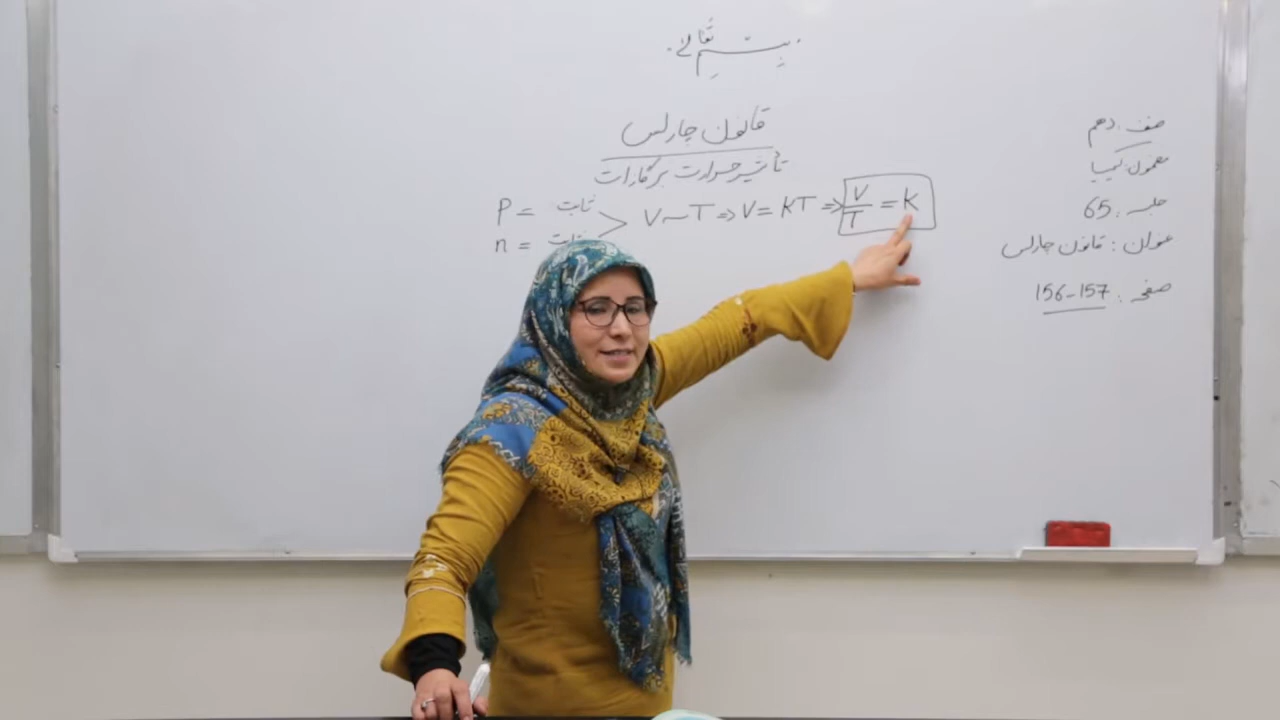 بسمه تعالی
قانون چارلس
تأثیر حرارت بر گازات
P = ثابت
n = ثابت
> V ~ T ⇒ V = KT ⇒ V/T = K
صنف: دهم
مضمون: کیمیا
جلسه: 65
عنوان: قانون چارلس
صفحه: 156-157